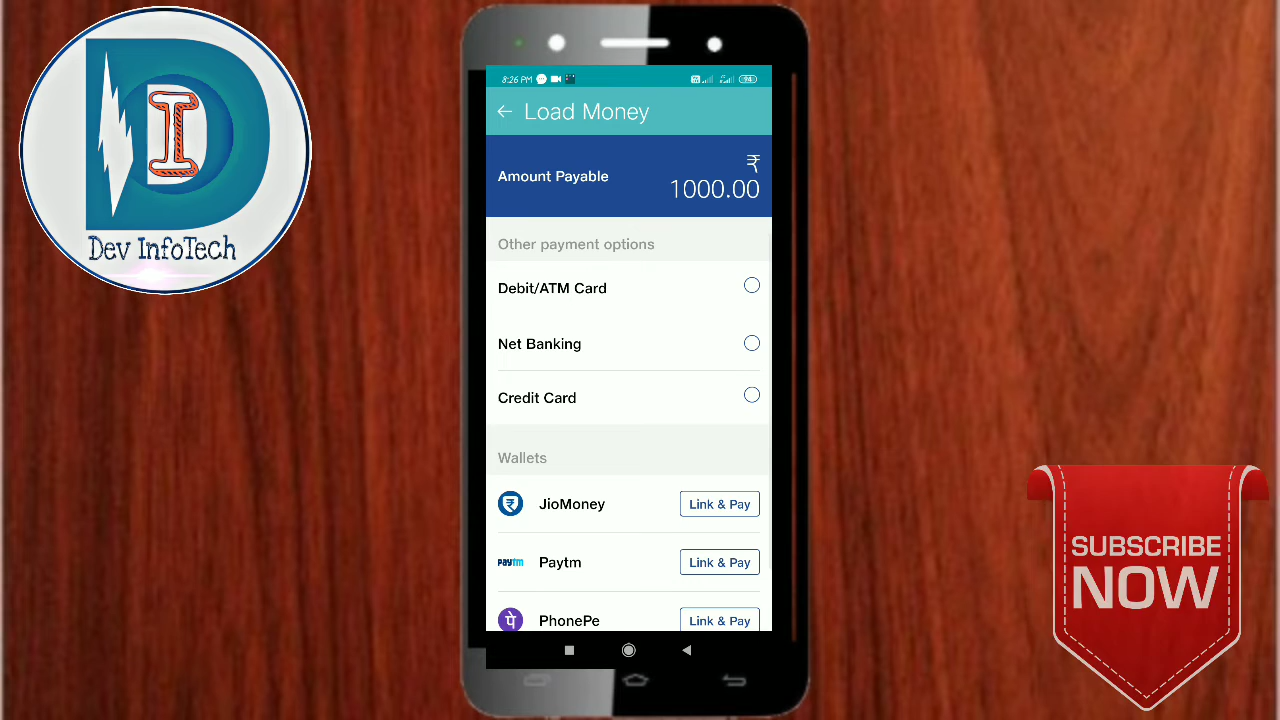 Dev InfoTech
8:26 PM
94
Load Money
Amount Payable
₹
1000.00
Other payment options
Debit/ATM Card
Net Banking
Credit Card
Wallets
JioMoney
Link & Pay
Paytm
Paytm
Link & Pay
पे
PhonePe
Link & Pay
SUBSCRIBE
NOW